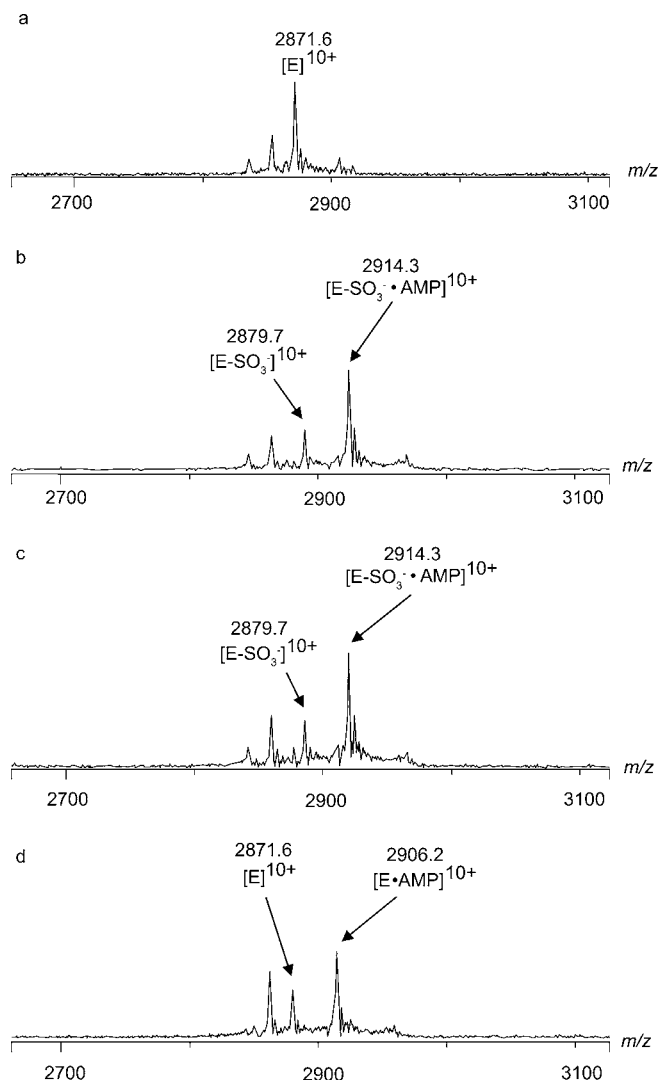 a
2871.6
[E]10+
m/z
2700 2900 3100
b
2914.3
[E-SO3-•AMP]10+
2879.7
[E-SO3-]10+
m/z
2700 2900 3100
c
2914.3
[E-SO3-•AMP]10+
2879.7
[E-SO3-]10+
m/z
2700 2900 3100
d
2871.6 2906.2
[E]10+ [E•AMP]10+
m/z
2700 2900 3100